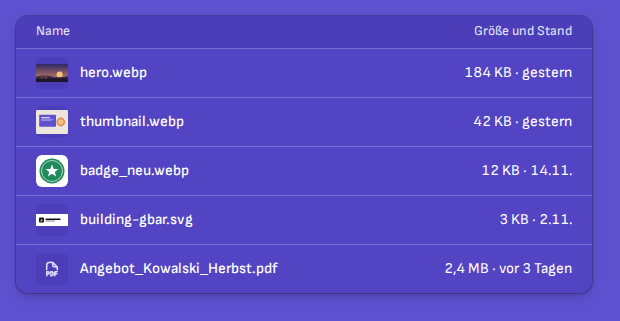 Name Größe und Stand
hero.webp 184 KB · gestern
thumbnail.webp 42 KB · gestern
badge_neu.webp 12 KB · 14.11.
building-gbar.svg 3 KB · 2.11.
PDF Angebot_Kowalski_Herbst.pdf 2,4 MB · vor 3 Tagen